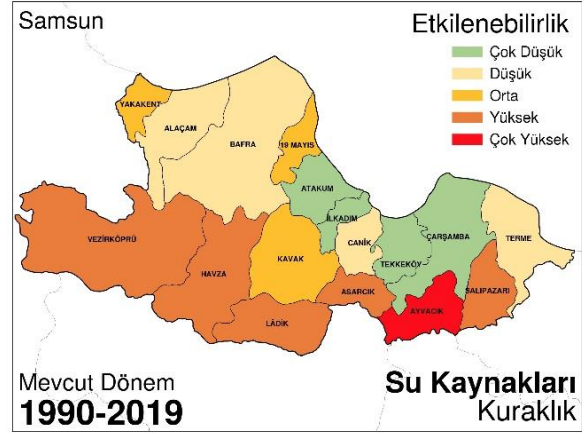 Samsun
Etkilenebilirlik
Çok Düşük
Düşük
Orta
Yüksek
Çok Yüksek
YAKAKENT
ALAÇAM
BAFRA
19 MAYIS
ATAKUM
İLKADIM
CANİK
TEKKEKÖY
ÇARŞAMBA
TERME
VEZİRKÖPRÜ
HAVZA
KAVAK
ASARCIK
LÂDİK
AYVACIK
SALIPAZARI
Mevcut Dönem
1990-2019
Su Kaynakları
Kuraklık